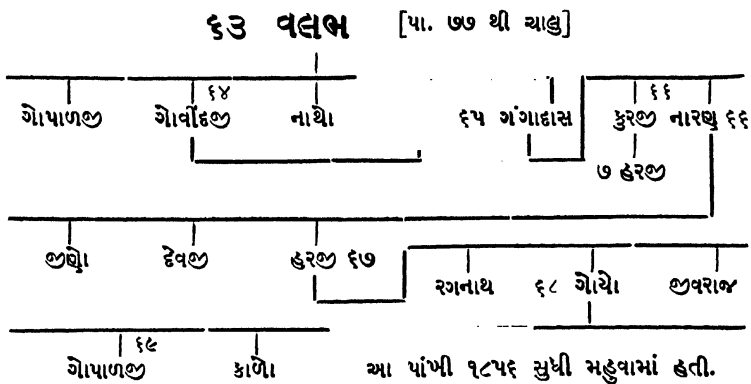 ૬૩ વલભ [પા. ૭૭ થી ચાલુ]
૬૪ ૬૬
ગોપાળજી ગોવીંદજી નાથો ૬૫ ગંગાદાસ કુરજી નારણ ૬૬
૭ હરજી
જીણો દેવજી હરજી ૬૭
રગનાથ ૬૮ ગોયો જીવરાજ
૬૯
ગોપાળજી કાળો આ પાંખી ૧૮૫૬ સુધી મહુવામાં હતી.